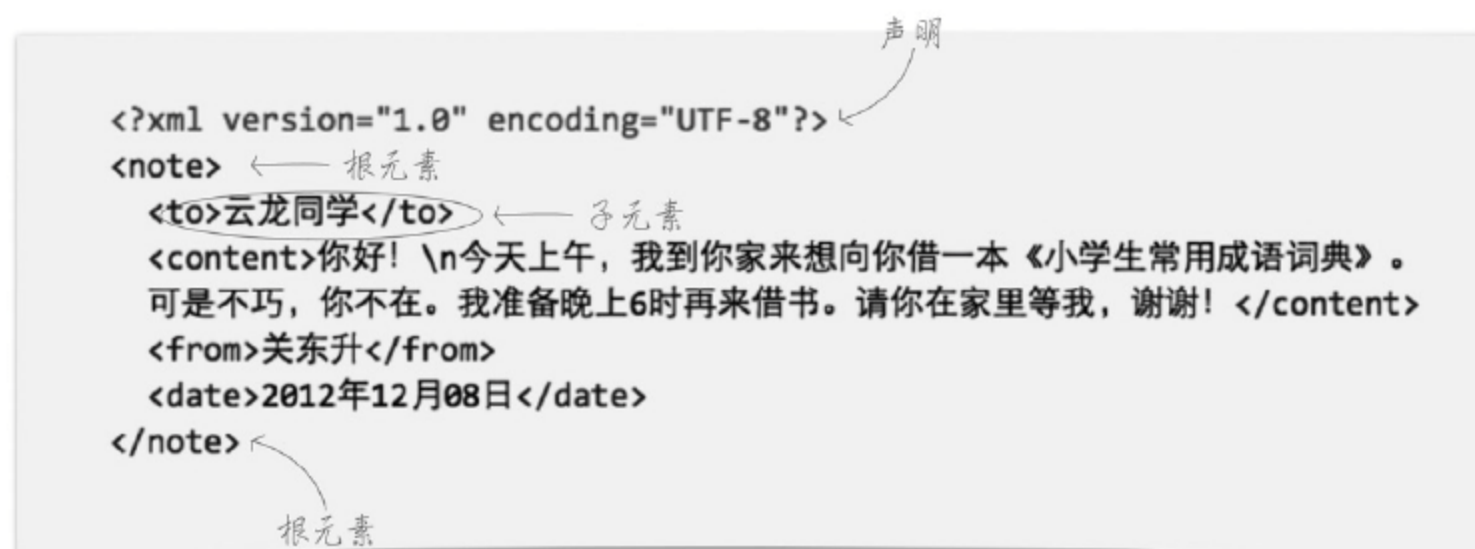 声明
<?xml version="1.0" encoding="UTF-8"?>
<note> 根元素
<to>云龙同学</to> 子元素
<content>你好！\n今天上午，我到你家来想向你借一本《小学生常用成语词典》。
可是不巧，你不在。我准备晚上6时再来借书。请你在家里等我，谢谢！</content>
<from>关东升</from>
<date>2012年12月08日</date>
</note>
根元素